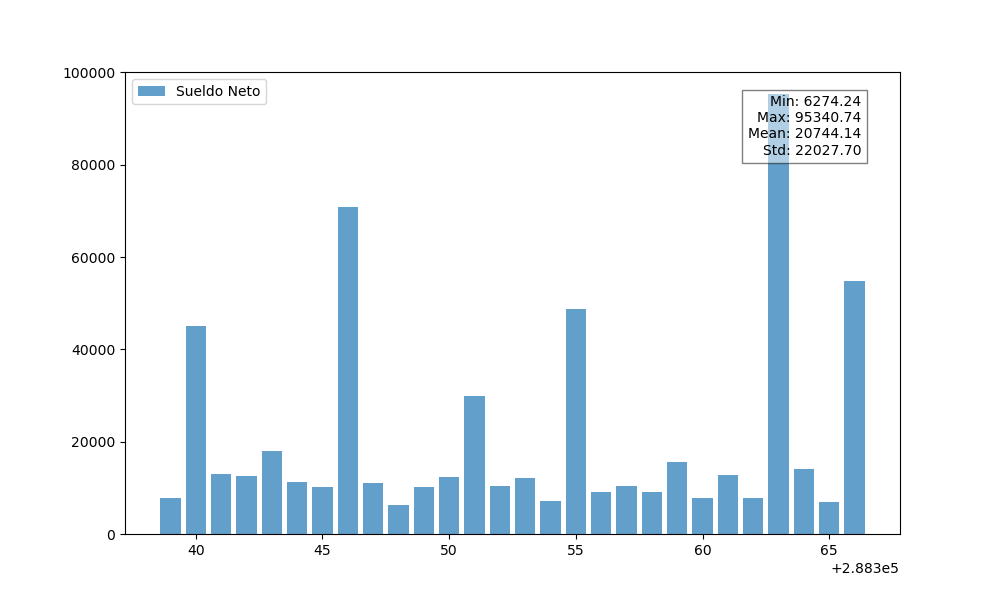 100000
80000
60000
40000
20000
0
Sueldo Neto
Min: 6274.24
Max: 95340.74
Mean: 20744.14
Std: 22027.70
40 45 50 55 60 65
+2.883e5